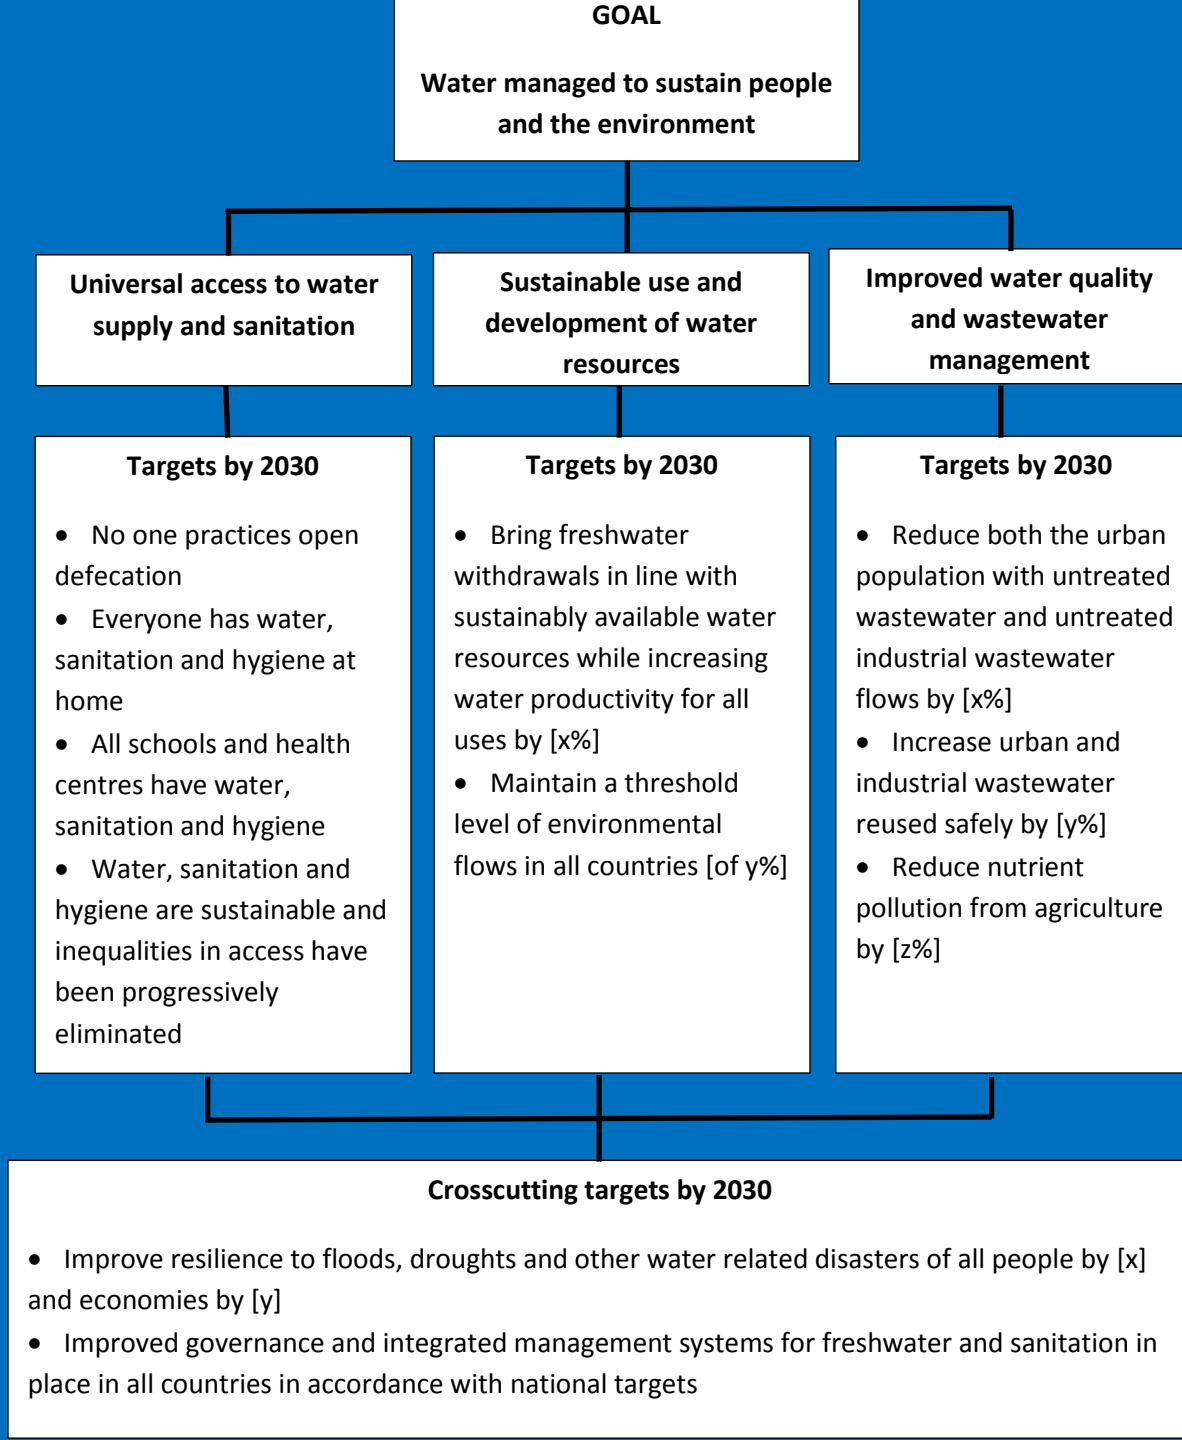 GOAL
Water managed to sustain people
and the environment
Universal access to water
supply and sanitation
Sustainable use and
development of water
resources
Improved water quality
and wastewater
management
Targets by 2030
• No one practices open
defecation
• Everyone has water,
sanitation and hygiene at
home
• All schools and health
centres have water,
sanitation and hygiene
• Water, sanitation and
hygiene are sustainable and
inequalities in access have
been progressively
eliminated
Targets by 2030
• Bring freshwater
withdrawals in line with
sustainably available water
resources while increasing
water productivity for all
uses by [x%]
• Maintain a threshold
level of environmental
flows in all countries [of y%]
Targets by 2030
• Reduce both the urban
population with untreated
wastewater and untreated
industrial wastewater
flows by [x%]
• Increase urban and
industrial wastewater
reused safely by [y%]
• Reduce nutrient
pollution from agriculture
by [z%]
Crosscutting targets by 2030
• Improve resilience to floods, droughts and other water related disasters of all people by [x]
and economies by [y]
• Improved governance and integrated management systems for freshwater and sanitation in
place in all countries in accordance with national targets